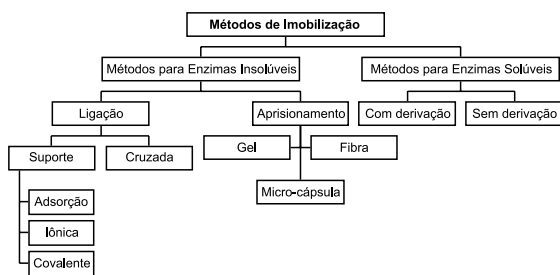 Métodos de Imobilização
Métodos para Enzimas Insolúveis
Métodos para Enzimas Solúveis
Ligação
Aprisionamento
Com derivação
Sem derivação
Suporte
Cruzada
Gel
Fibra
Micro-cápsula
Adsorção
Iônica
Covalente